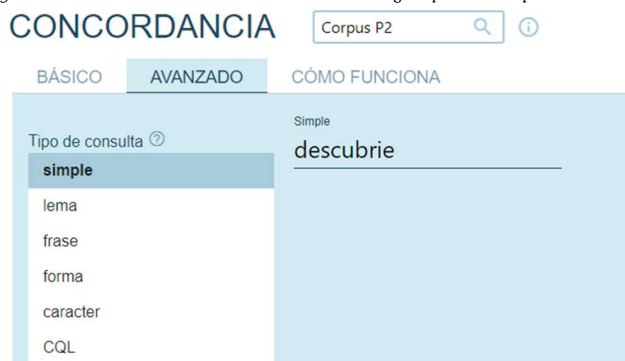 CONCORDANCIA Corpus P2
BÁSICO AVANZADO CÓMO FUNCIONA
Tipo de consulta ?
Simple
descubrie
simple
lema
frase
forma
caracter
CQL